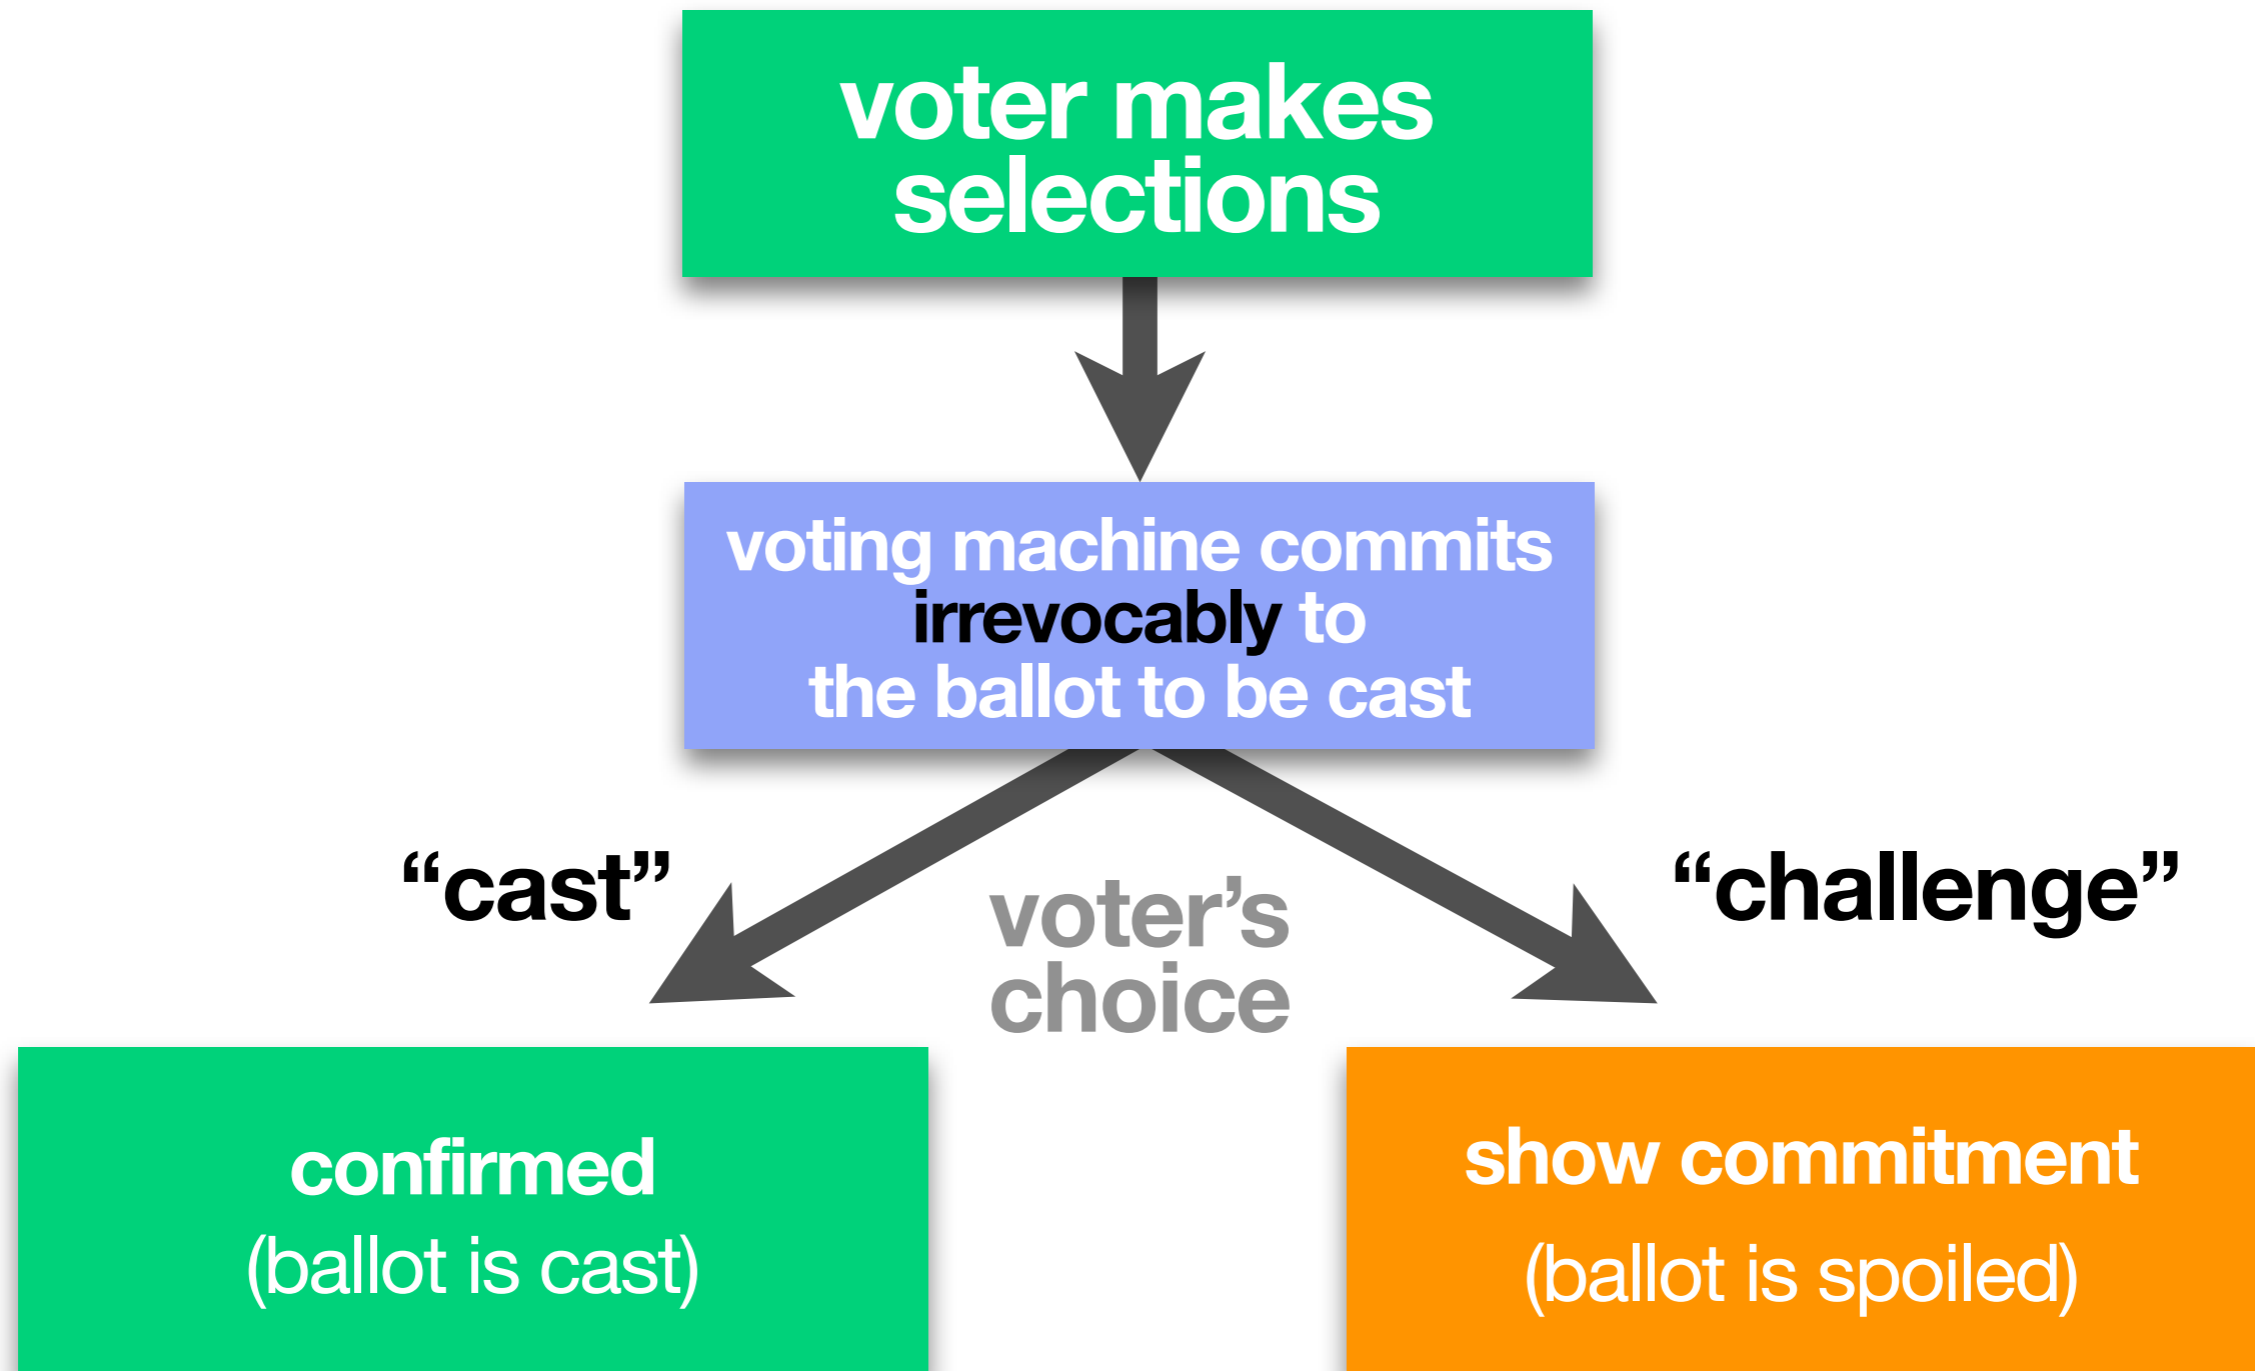 voter makes
selections
voting machine commits
irrevocably to
the ballot to be cast
“cast”
“challenge”
voter’s
choice
confirmed
(ballot is cast)
show commitment
(ballot is spoiled)